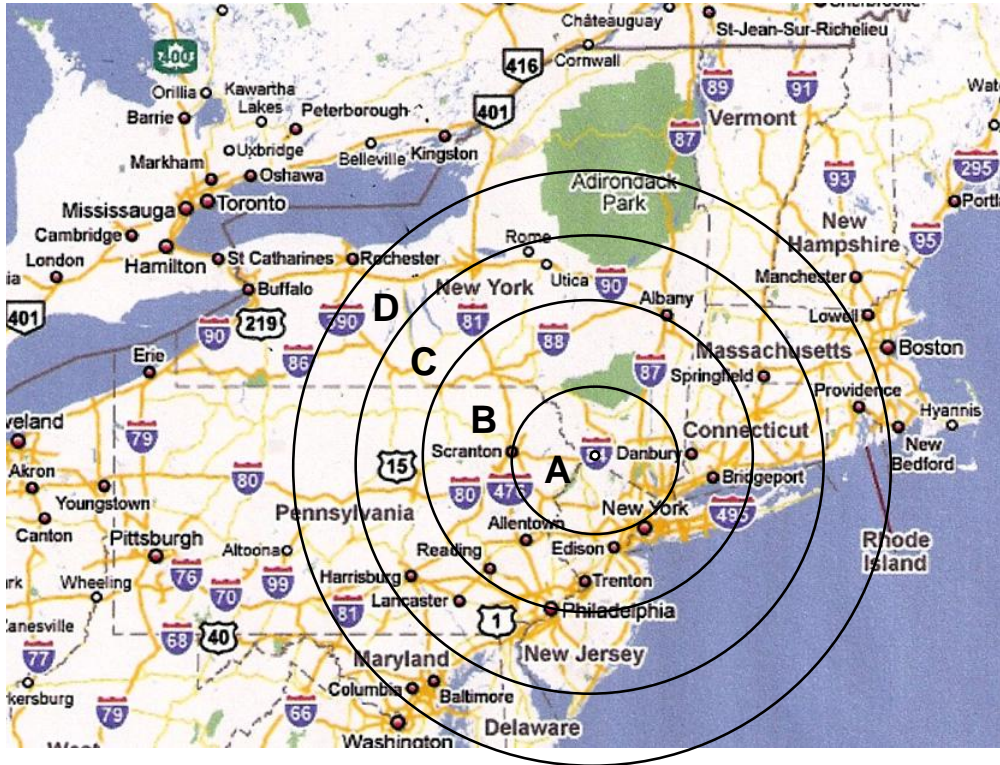 Châteauguay
Sherbrooke
St-Jean-Sur-Richelieu
Cornwall
416
400
401
Orillia
Kawartha
Lakes
Peterborough
Barrie
89
91
Vermont
87
Uxbridge
Belleville
Kingston
Markham
Oshawa
93
295
Adirondack
Park
Mississauga
Toronto
New
Hampshire
Cambridge
Hamilton
London
St Catharines
Rochester
Rome
Utica
95
90
Manchester
Buffalo
New York
Albany
D
401
219
390
81
Lowell
90
88
Boston
Erie
86
C
87
Massachusetts
Springfield
Providence
B
Hyannis
veland
79
Scranton
Danbury
Connecticut
New
Bedford
Akron
Youngstown
80
15
A
80
476
Bridgeport
495
Canton
Pennsylvania
New York
Pittsburgh
Altoona
Allentown
Edison
Rhode
Island
ark
Wheeling
76
70
99
Reading
Harrisburg
Trenton
Lancaster
81
Philadelphia
anesville
68
40
1
77
New Jersey
Maryland
rkersburg
Columbia
Baltimore
79
66
Delaware
Washington
West